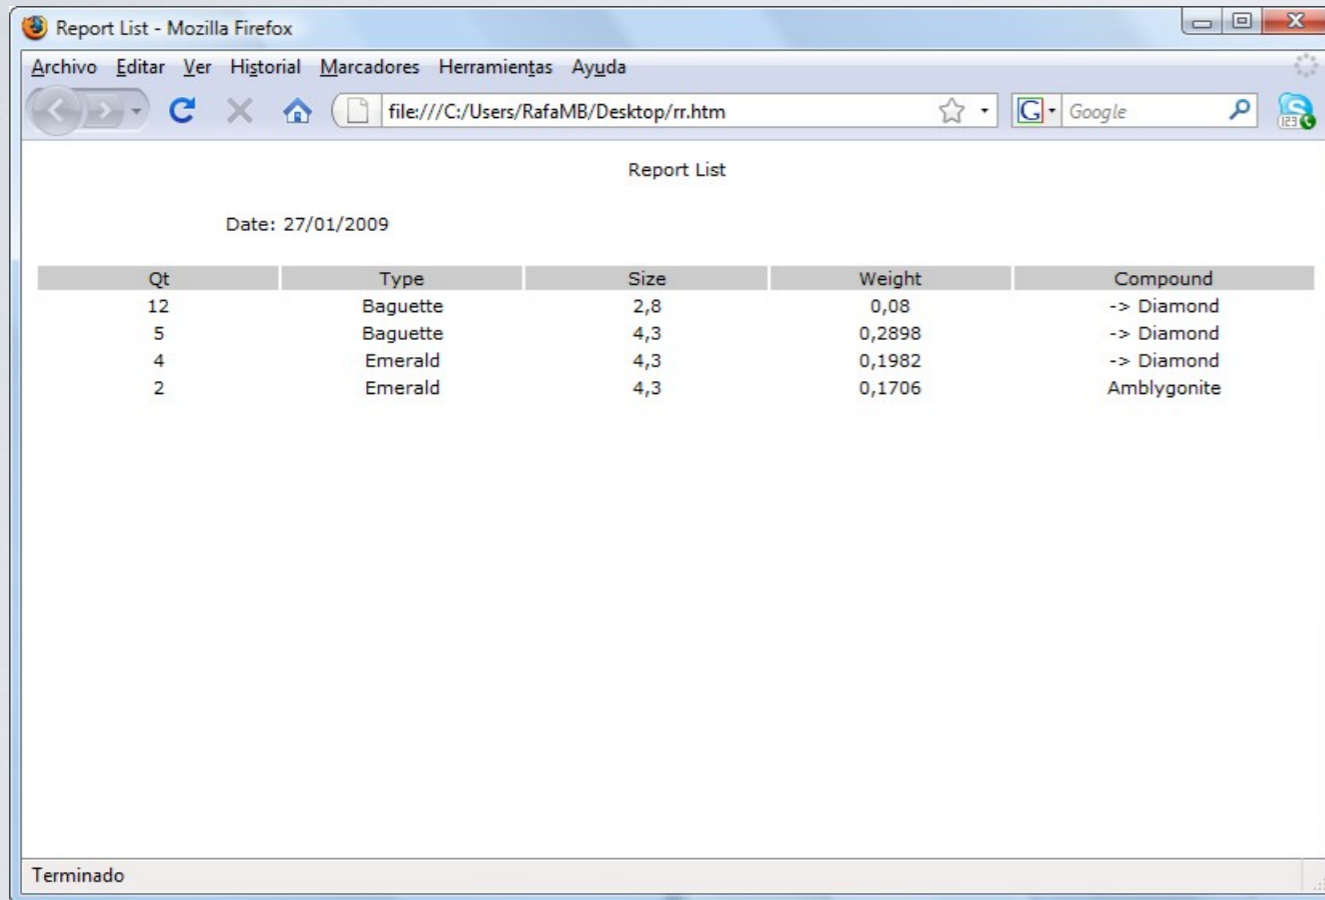 Report List - Mozilla Firefox
Archivo Editar Ver Historial Marcadores Herramientas Ayuda
file:///C:/Users/RafaMB/Desktop/rr.htm G Google 123
Report List
Date: 27/01/2009
Qt Type Size Weight Compound
12 Baguette 2,8 0,08 -> Diamond
5 Baguette 4,3 0,2898 -> Diamond
4 Emerald 4,3 0,1982 -> Diamond
2 Emerald 4,3 0,1706 Amblygonite
Terminado